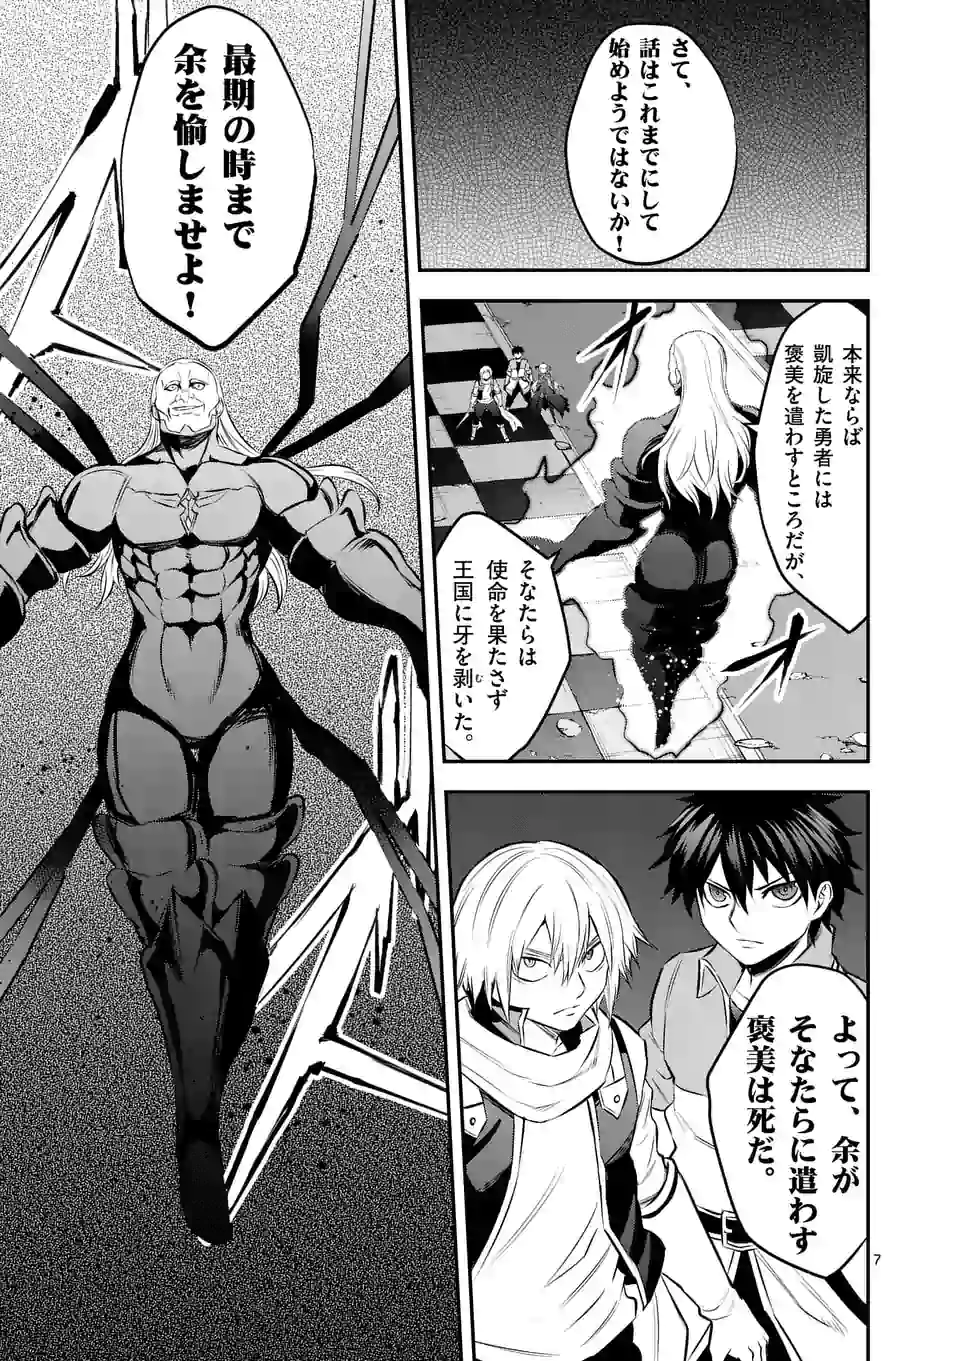 さて、
話はこれまでにして
始めようではないか！
本来ならば
凱旋した勇者には
褒美を遣わすところだが、
そなたらは
使命を果たさず
王国に牙を剥いた。
む
よって、余が
そなたらに遣わす
褒美は死だ。
最期の時まで
余を愉しませよ！
7